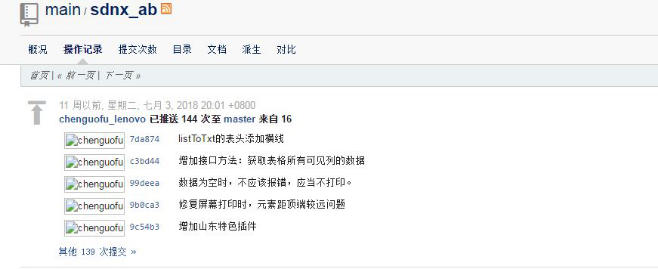 main / sdnx_ab
概况 操作记录 提交次数 目录 文档 派生 对比
首页 | « 前一页 | 下一页 »
11 周以前, 星期二, 七月 3, 2018 20:01 +0800
chenguofu_lenovo 已推送 144 次至 master 来自 16
chenguofu 7da874 listToTxt的表头添加横线
chenguofu c3bd44 增加接口方法：获取表格所有可见列的数据
chenguofu 99deea 数据为空时，不应该报错，应当不打印。
chenguofu 9b0ca3 修复屏幕打印时，元素距顶端较远问题
chenguofu 9c54b3 增加山东特色插件
其他 139 次提交 »